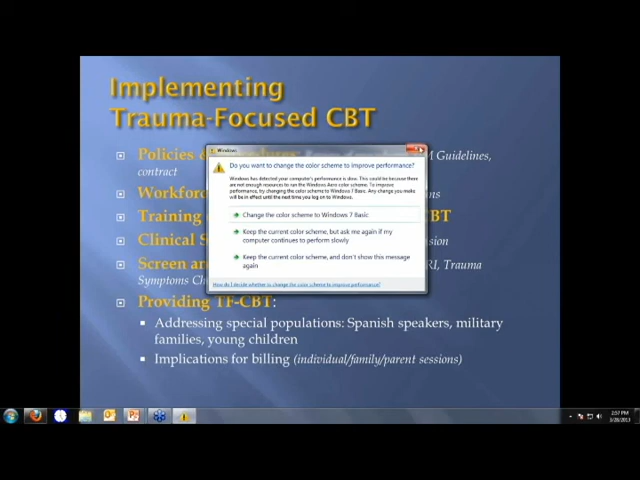 Implementing
Trauma-Focused CBT
Policies &
M Guidelines,
contract
Workforc
ns
Training
BT
Clinical S
sion
Screen ar
RI, Trauma
Symptoms Ch
Providing TF-CBT:
Addressing special populations: Spanish speakers, military
families, young children
Implications for billing (individual/family/parent sessions)
Windows
Do you want to change the color scheme to improve performance?
Windows has detected your computer's performance is slow. This could be because there
are not enough resources to run the Windows Aero color scheme. To improve
performance, try changing the color scheme to Windows 7 Basic. Any change you make
will be in effect until the next time you log on to Windows.
Change the color scheme to Windows 7 Basic
Keep the current color scheme, but ask me again if my
computer continues to perform slowly
Keep the current color scheme, and don't show this message
again
How do I decide whether to change the color scheme to improve performance?
2:57 PM
3/28/2013